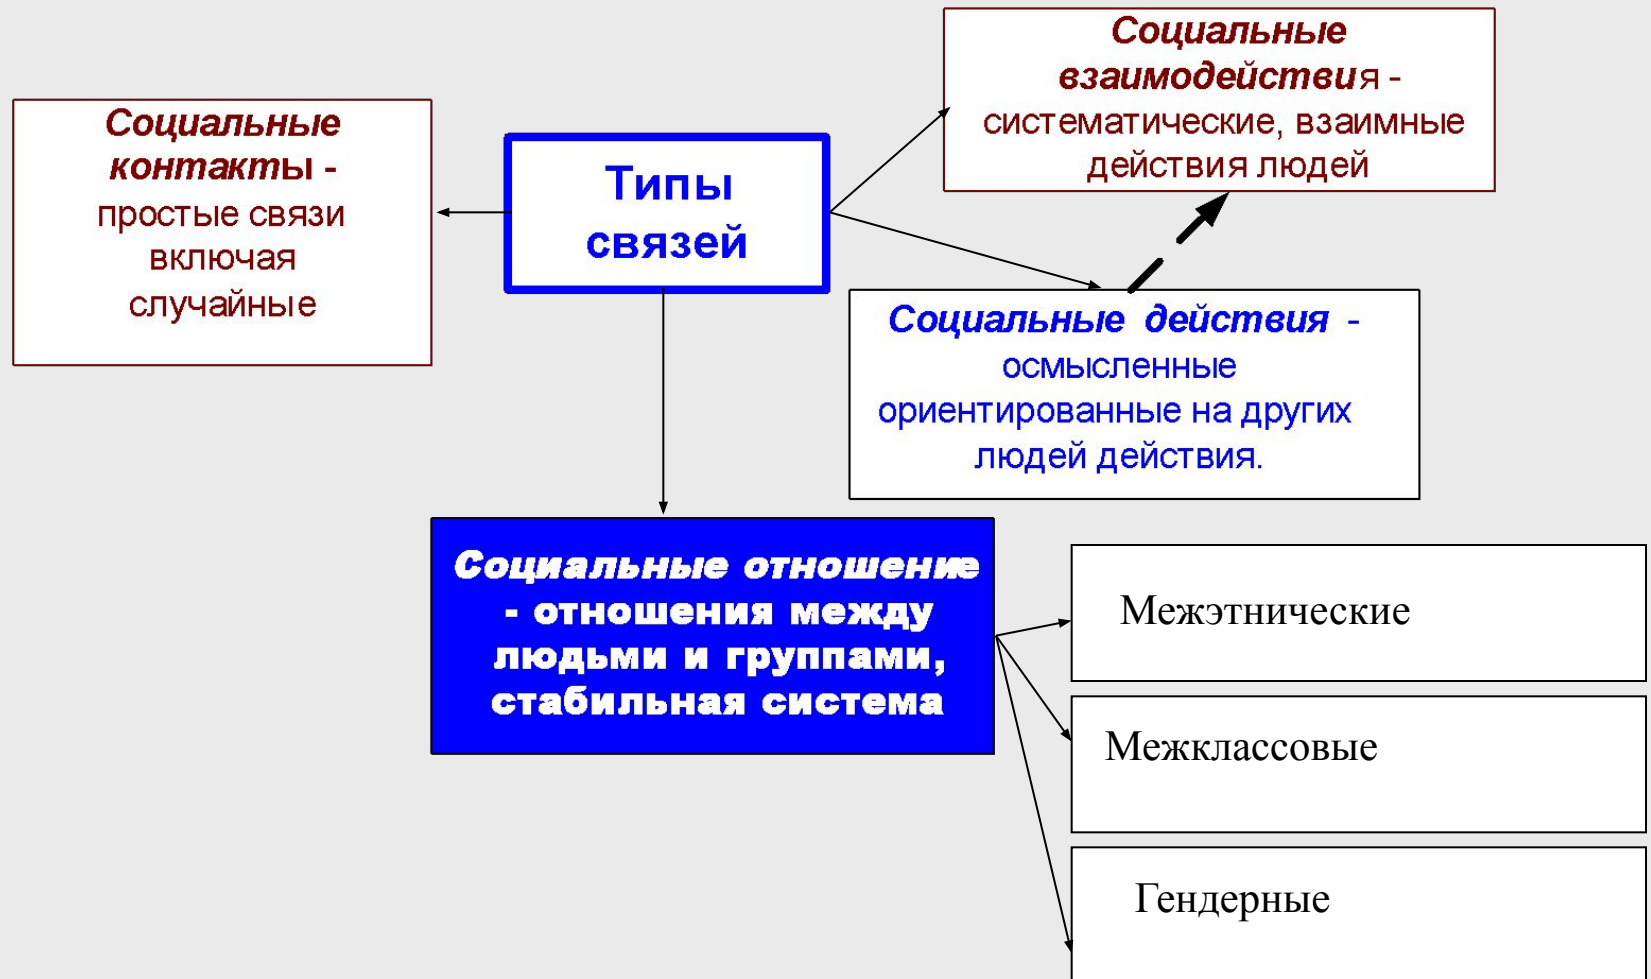 Социальные
взаимодействия -
систематические, взаимные
действия людей
Социальные
контакты -
простые связи
включая
случайные
Типы
связей
Социальные действия -
осмысленные
ориентированные на других
людей действия.
Социальные отношение
- отношения между
людьми и группами,
стабильная система
Межэтнические
Межклассовые
Гендерные